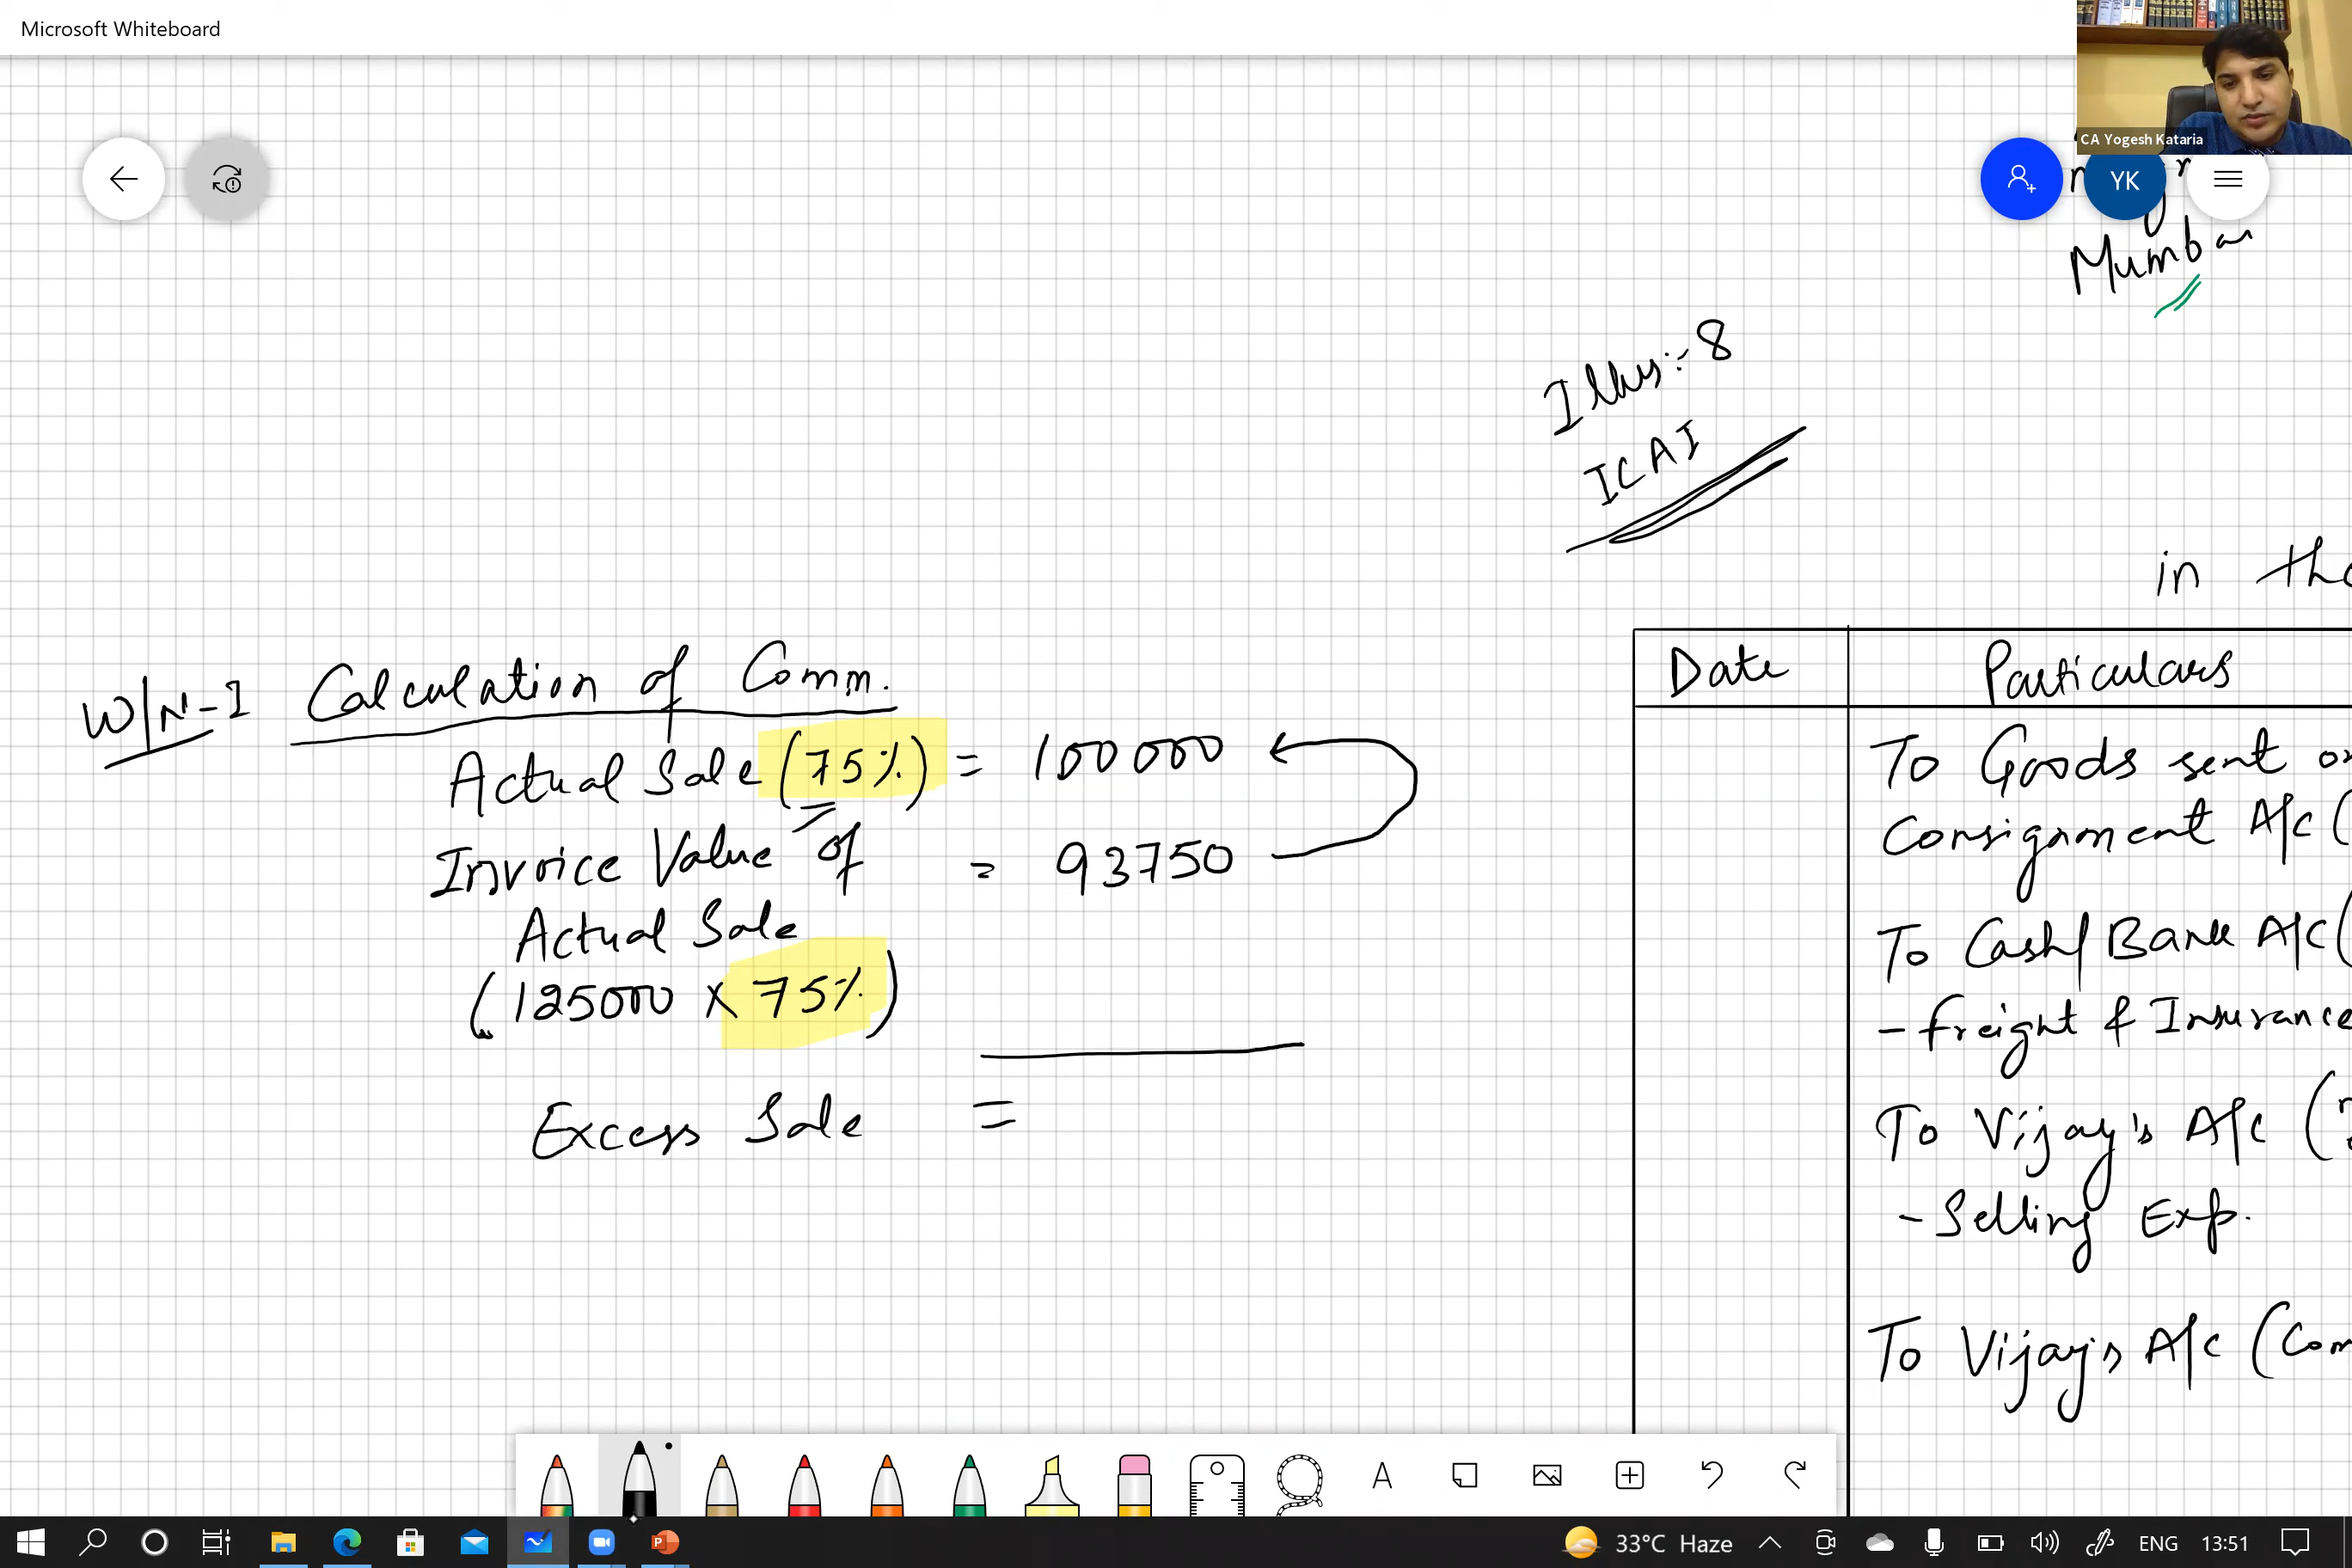 Microsoft Whiteboard
CA Yogesh Kataria
YK
Illus:- 8
ICAI
in the
W/N-1 Calculation of Comm.
Actual Sale (75%) = 100000
Invoice Value of = 93750
Actual Sale
(125000 x 75%)
Excess Sale =
Date Particulars
To Goods sent on
Consignment A/c (
To Cash/Bank A/c (
- freight & Insurance
To Vijay's A/c (
- Selling Exp.
To Vijay's A/c (Com
A
33°C Haze ENG 13:51